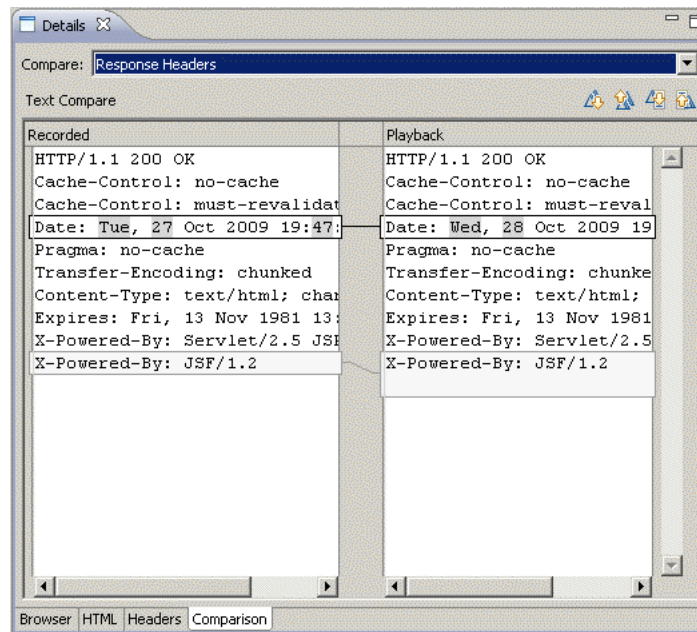 Details
Compare: Response Headers
Text Compare
Recorded
HTTP/1.1 200 OK
Cache-Control: no-cache
Cache-Control: must-revalidat
Date: Tue, 27 Oct 2009 19:47:
Pragma: no-cache
Transfer-Encoding: chunked
Content-Type: text/html; char
Expires: Fri, 13 Nov 1981 13:
X-Powered-By: Servlet/2.5 JSF
X-Powered-By: JSF/1.2
Playback
HTTP/1.1 200 OK
Cache-Control: no-cache
Cache-Control: must-reval
Date: Wed, 28 Oct 2009 19
Pragma: no-cache
Transfer-Encoding: chunke
Content-Type: text/html;
Expires: Fri, 13 Nov 1981
X-Powered-By: Servlet/2.5
X-Powered-By: JSF/1.2
Browser HTML Headers Comparison